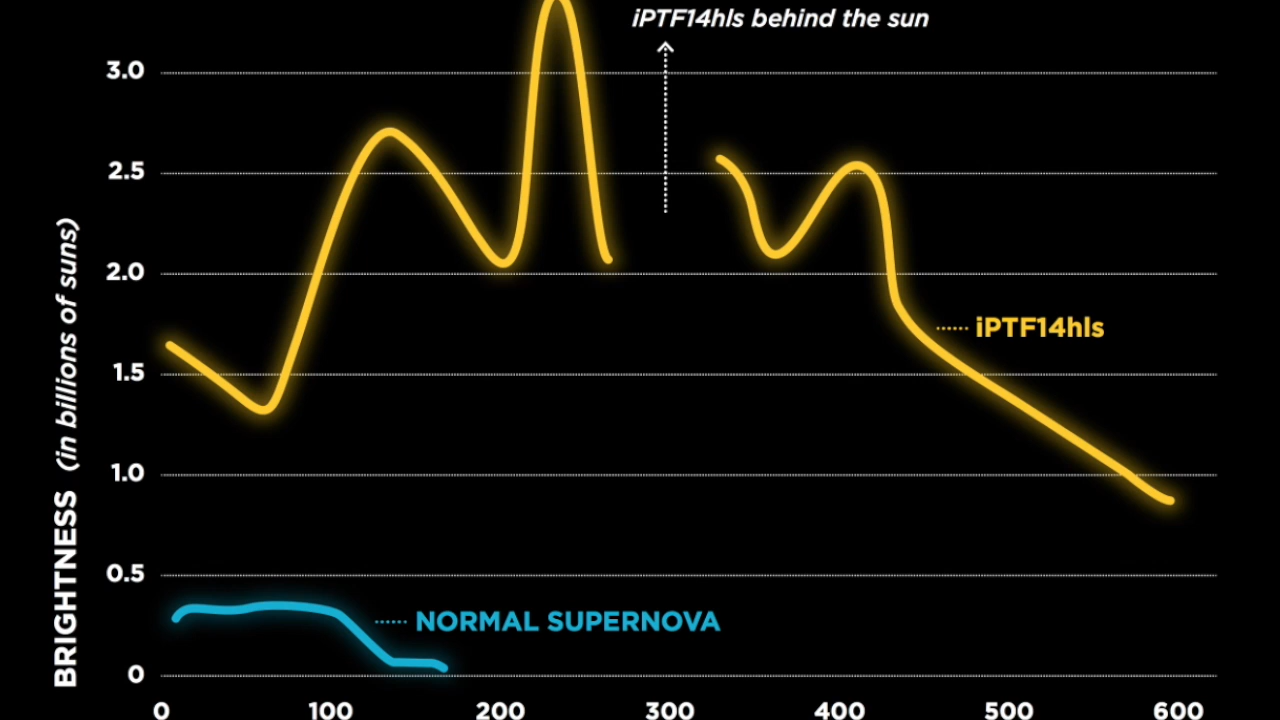 iPTF14hls behind the sun
3.0
2.5
2.0
1.5
1.0
0.5
0
BRIGHTNESS (in billions of suns)
iPTF14hls
NORMAL SUPERNOVA
0 100 200 300 400 500 600